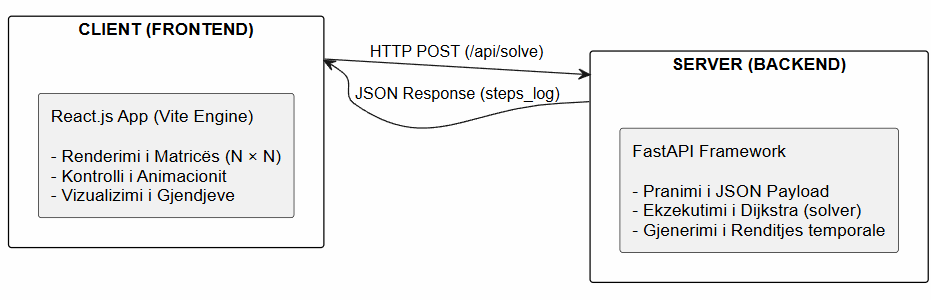 CLIENT (FRONTEND)
React.js App (Vite Engine)
- Renderimi i Matricës (N × N)
- Kontrolli i Animacionit
- Vizualizimi i Gjendjeve
HTTP POST (/api/solve)
JSON Response (steps_log)
SERVER (BACKEND)
FastAPI Framework
- Pranimi i JSON Payload
- Ekzekutimi i Dijkstra (solver)
- Gjenerimi i Renditjes temporale